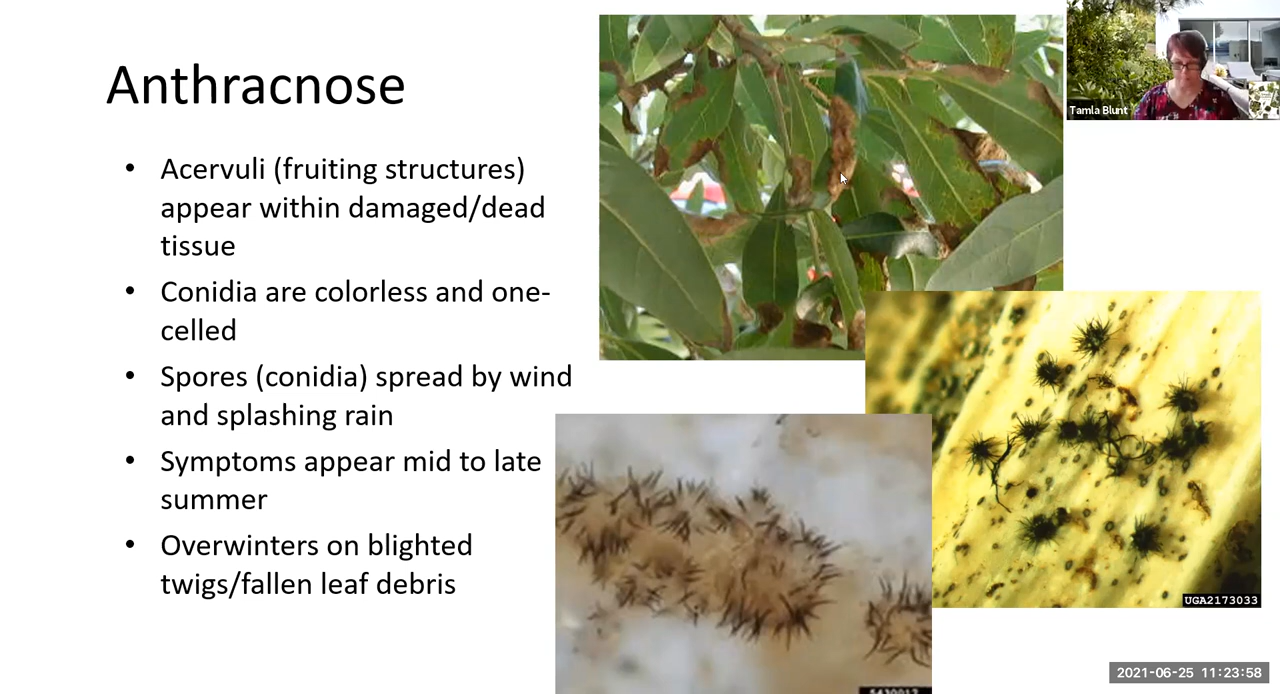 Anthracnose
• Acervuli (fruiting structures)
appear within damaged/dead
tissue
• Conidia are colorless and one-
celled
• Spores (conidia) spread by wind
and splashing rain
• Symptoms appear mid to late
summer
• Overwinters on blighted
twigs/fallen leaf debris
Tamla Blunt
UGA2173033
2021-06-25 11:23:58